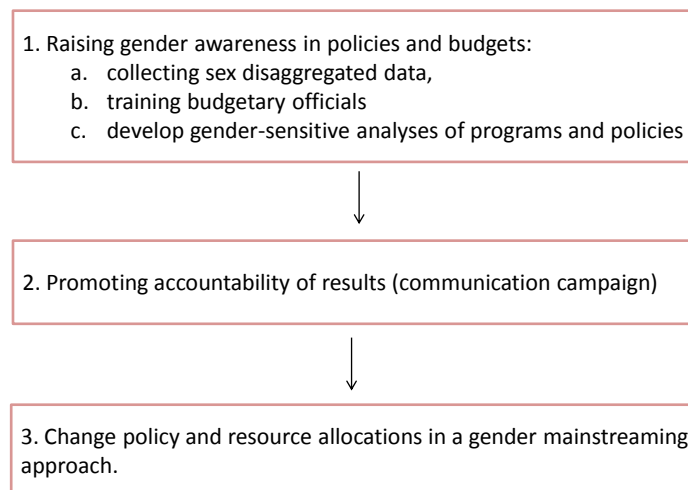 1. Raising gender awareness in policies and budgets:
a. collecting sex disaggregated data,
b. training budgetary officials
c. develop gender-sensitive analyses of programs and policies
2. Promoting accountability of results (communication campaign)
3. Change policy and resource allocations in a gender mainstreaming
approach.